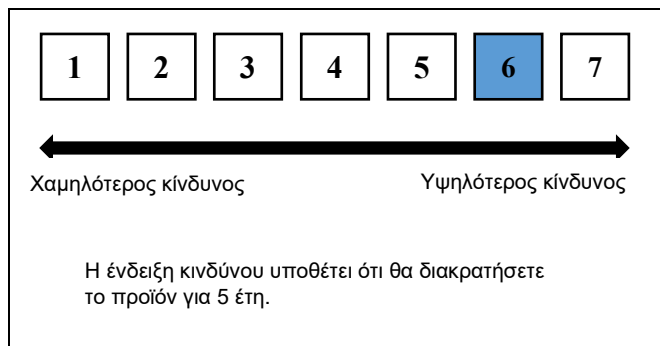 1 2 3 4 5 6 7
Χαμηλότερος κίνδυνος Υψηλότερος κίνδυνος
Η ένδειξη κινδύνου υποθέτει ότι θα διακρατήσετε
το προϊόν για 5 έτη.